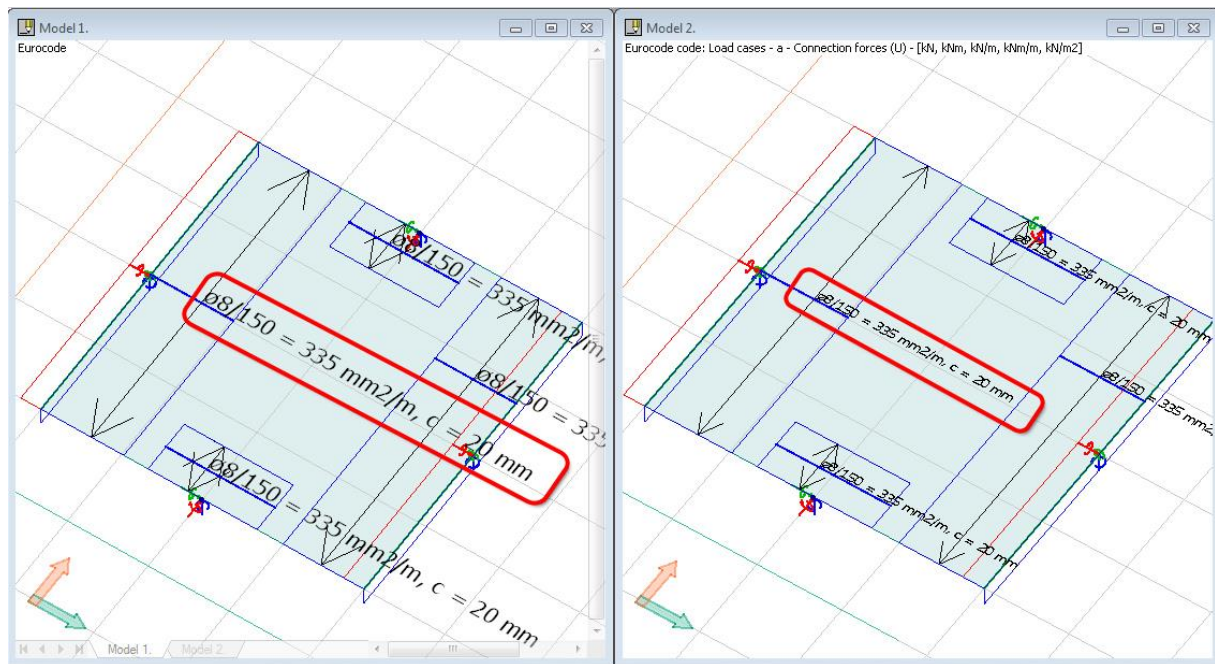 Model 1.
Eurocode
ø8/150 = 335 mm2/m,
ø8/150 = 335 mm2/m, c = 20 mm
ø8/150 = 335
ø8/150 = 335 mm2/m, c = 20 mm
Model 1.
Model 2.
Model 2.
Eurocode code: Load cases - a - Connection forces (U) - [kN, kNm, kN/m, kNm/m, kN/m2]
ø8/150 = 335 mm2/m, c = 20 mm
ø8/150 = 335 mm2/m, c = 20 mm
ø8/150 = 335 mm2
ø8/150 = 335 mm2/m, c = 20 mm